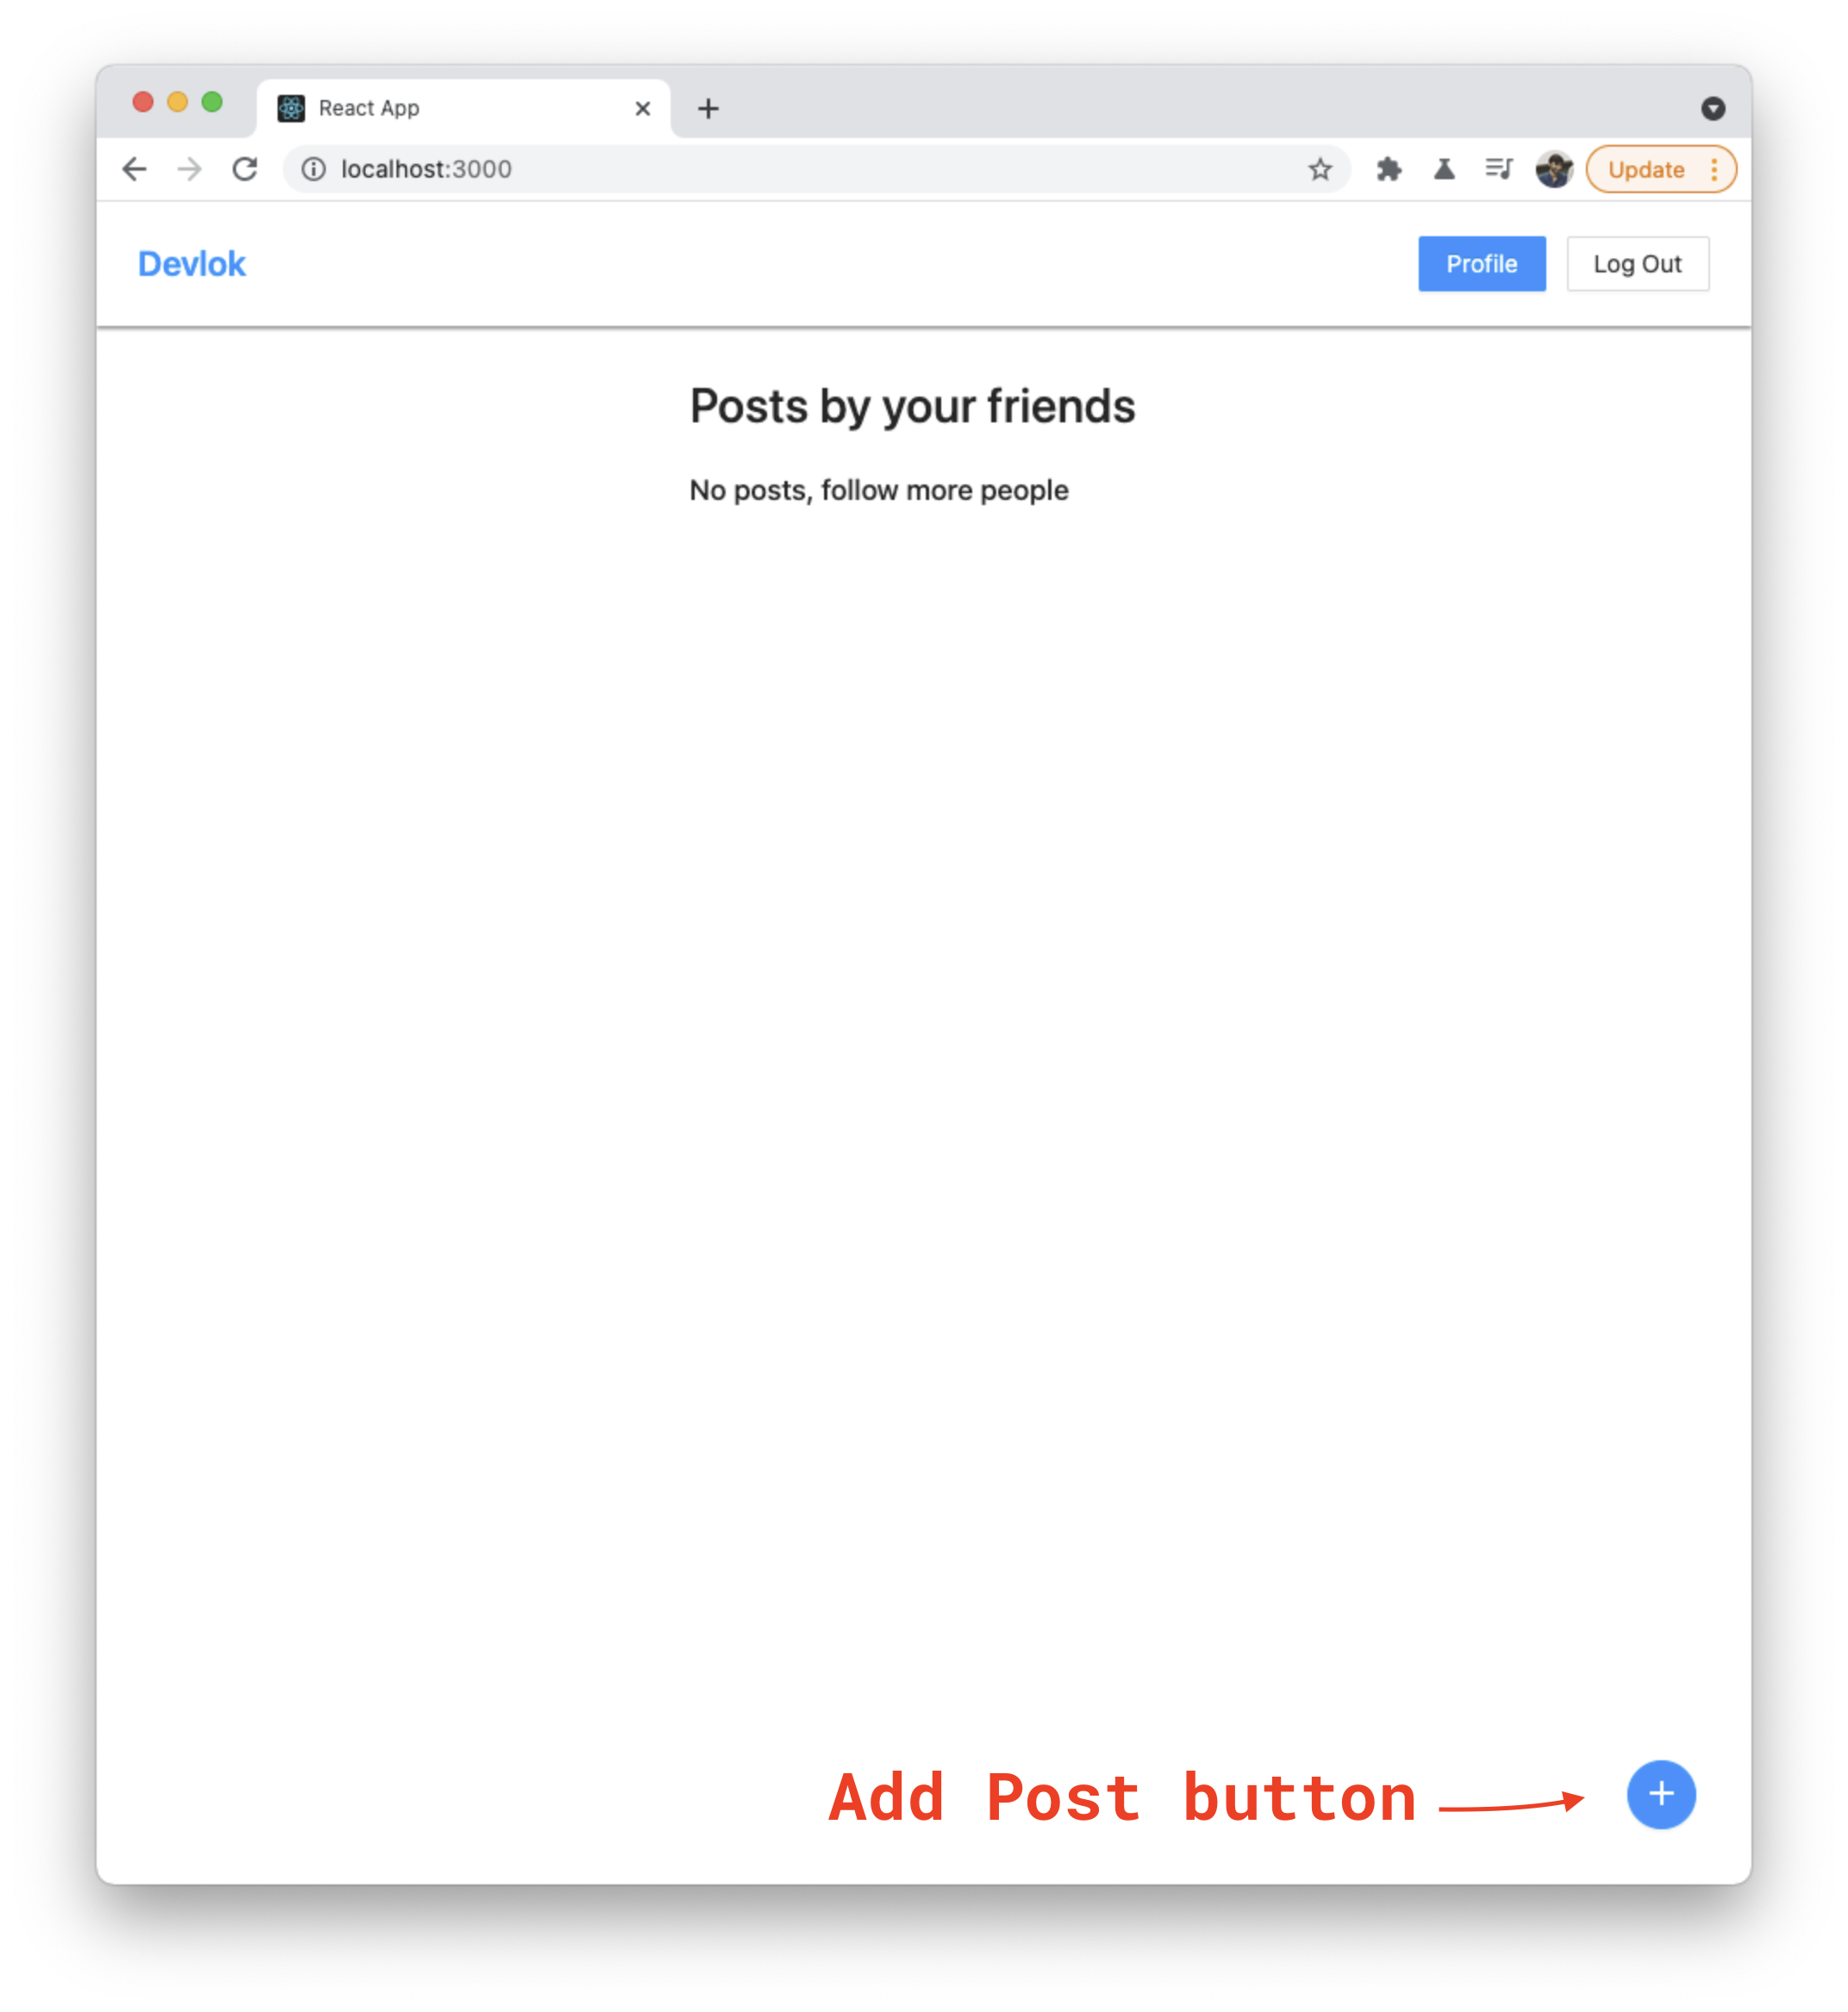 React App
localhost:3000
Update
Devlok
Profile
Log Out
Posts by your friends
No posts, follow more people
Add Post button